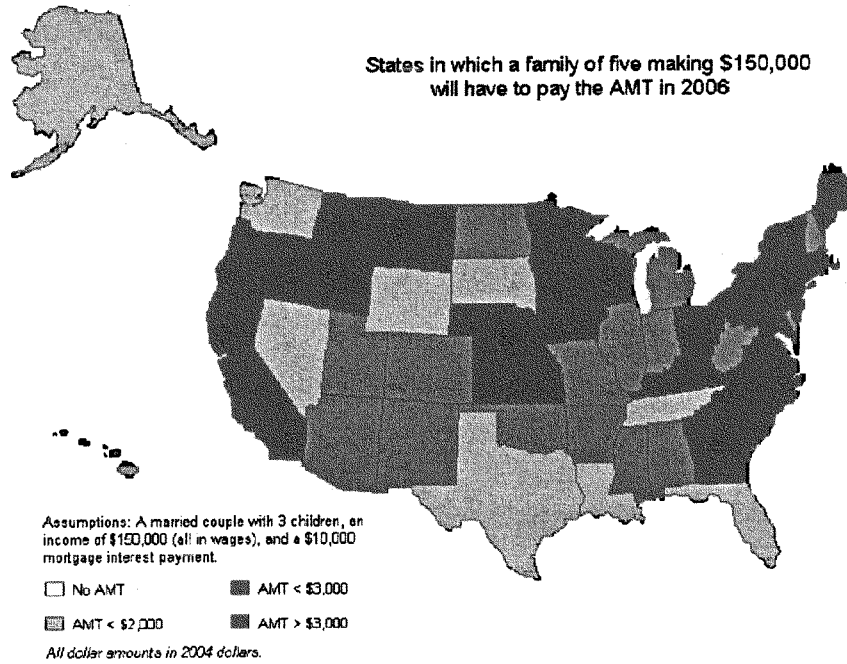 States in which a family of five making $150,000
will have to pay the AMT in 2006
Assumptions: A married couple with 3 children, an
income of $150,000 (all in wages), and a $10,000
mortgage interest payment.
No AMT
AMT < $3,000
AMT < $2,000
AMT > $3,000
All dollar amounts in 2004 dollars.